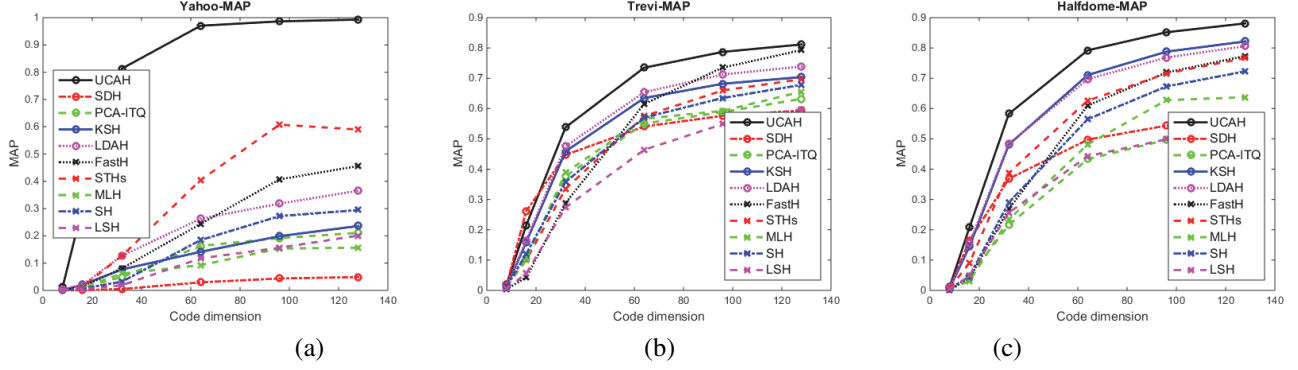 Yahoo-MAP
MAP
1
0.9
0.8
0.7
0.6
0.5
0.4
0.3
0.2
0.1
0
UCAH
SDH
PCA-ITQ
KSH
LDAH
FastH
STHs
MLH
SH
LSH
0 20 40 60 80 100 120 140
Code dimension
(a)
Trevi-MAP
MAP
0.9
0.8
0.7
0.6
0.5
0.4
0.3
0.2
0.1
0
UCAH
SDH
PCA-ITQ
KSH
LDAH
FastH
STHs
MLH
SH
LSH
0 20 40 60 80 100 120 140
Code dimension
(b)
Halfdome-MAP
MAP
0.9
0.8
0.7
0.6
0.5
0.4
0.3
0.2
0.1
0
UCAH
SDH
PCA-ITQ
KSH
LDAH
FastH
STHs
MLH
SH
LSH
0 20 40 60 80 100 120 140
Code dimension
(c)